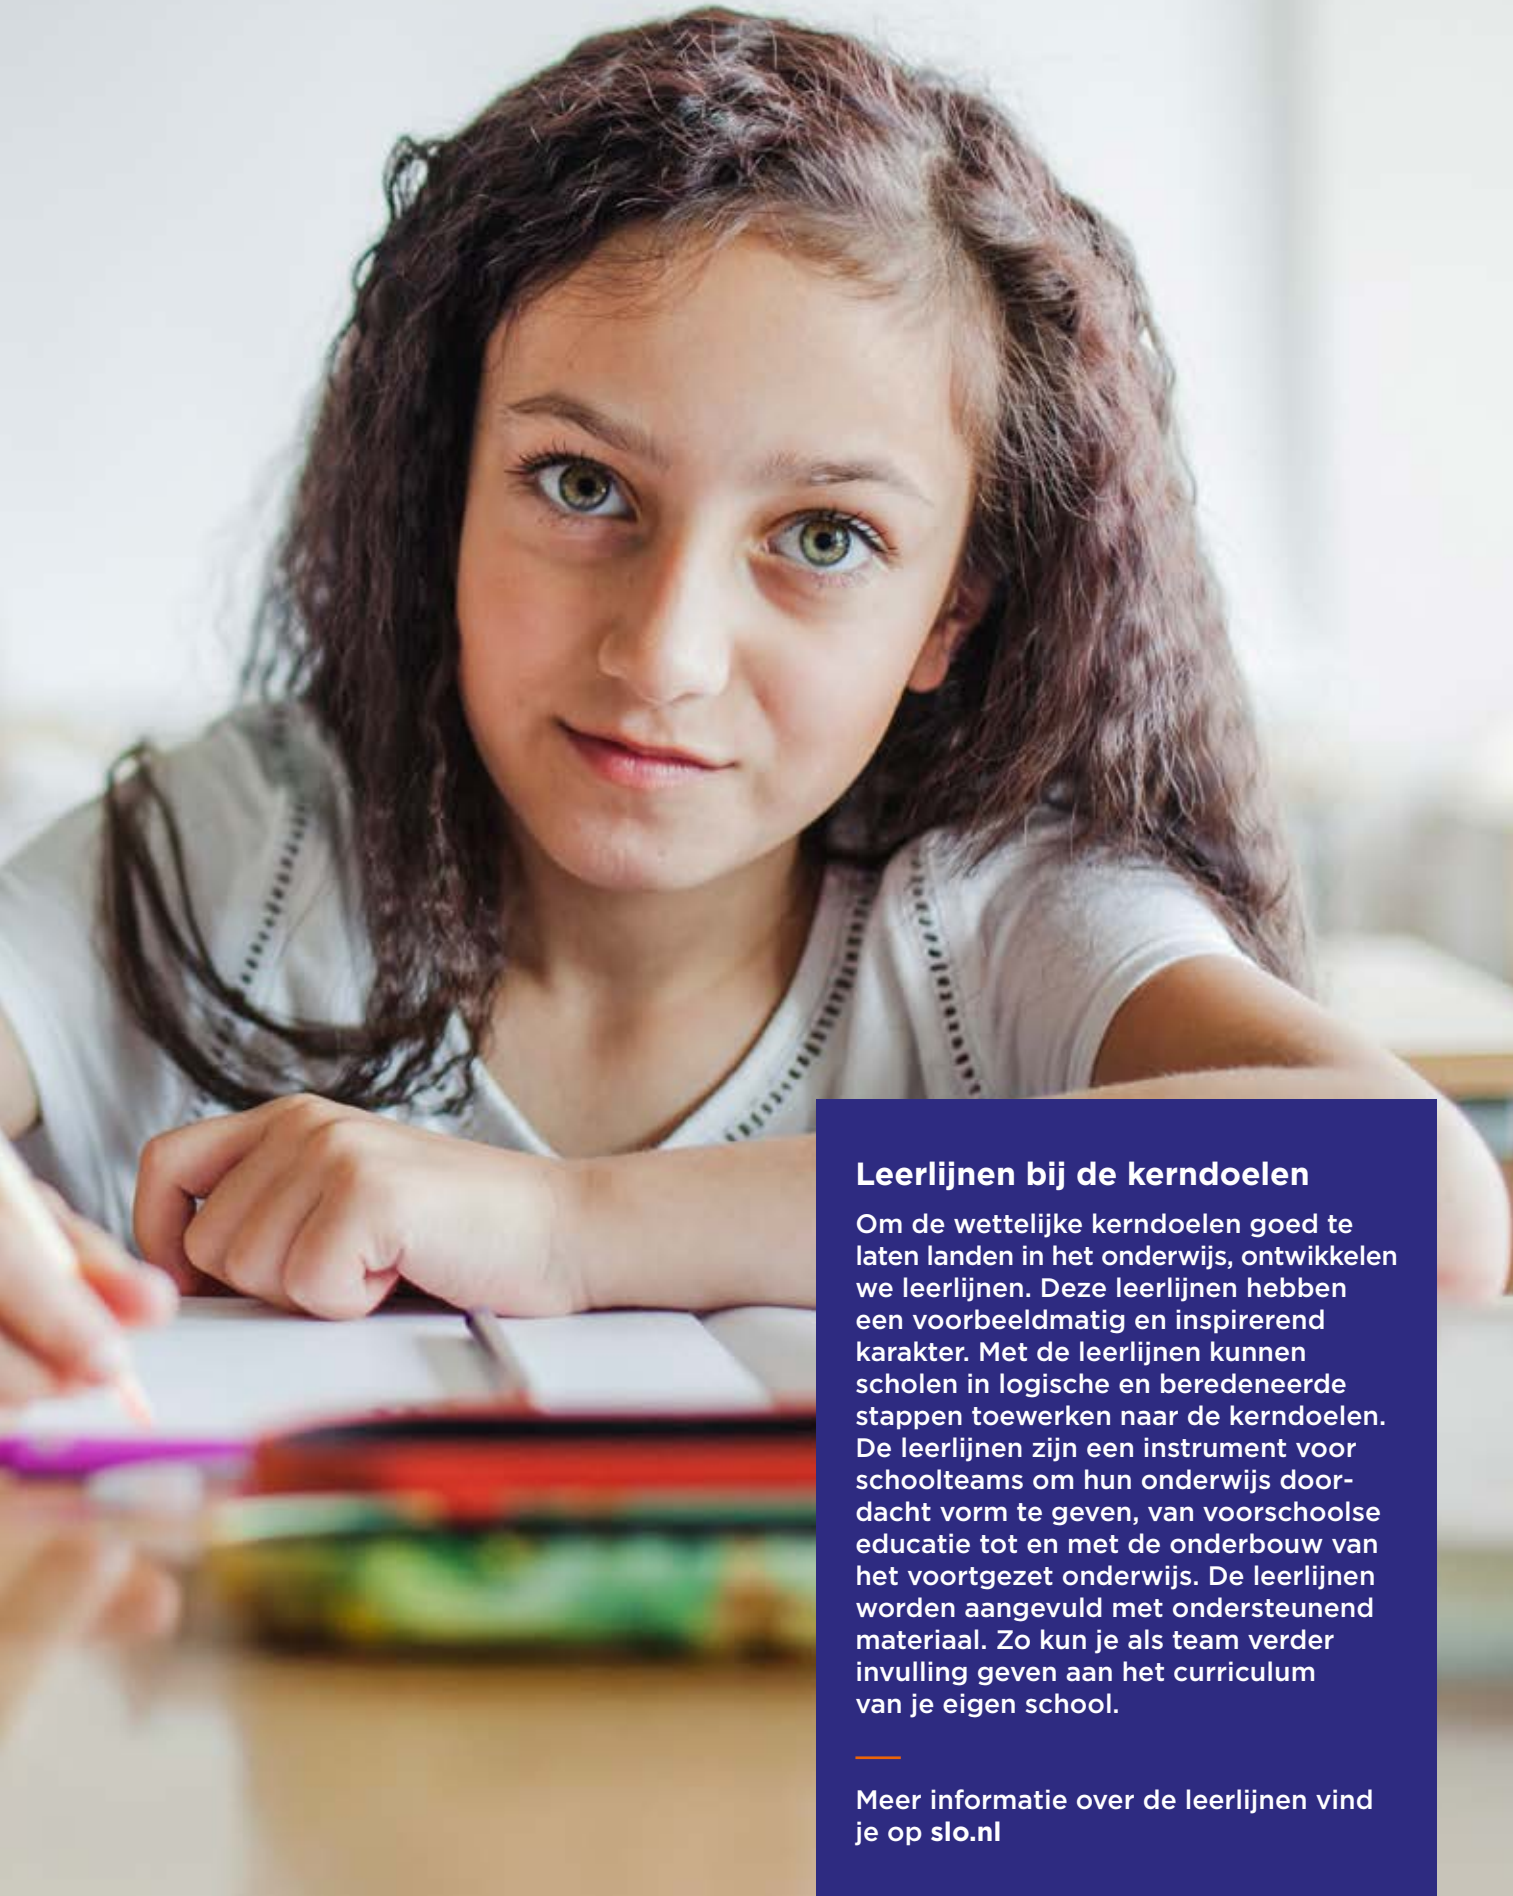 Leerlijnen bij de kerndoelen
Om de wettelijke kerndoelen goed te
laten landen in het onderwijs, ontwikkelen
we leerlijnen. Deze leerlijnen hebben
een voorbeeldmatig en inspirerend
karakter. Met de leerlijnen kunnen
scholen in logische en beredeneerde
stappen toewerken naar de kerndoelen.
De leerlijnen zijn een instrument voor
schoolteams om hun onderwijs door-
dacht vorm te geven, van voorschoolse
educatie tot en met de onderbouw van
het voortgezet onderwijs. De leerlijnen
worden aangevuld met ondersteunend
materiaal. Zo kun je als team verder
invulling geven aan het curriculum
van je eigen school.
Meer informatie over de leerlijnen vind
je op slo.nl